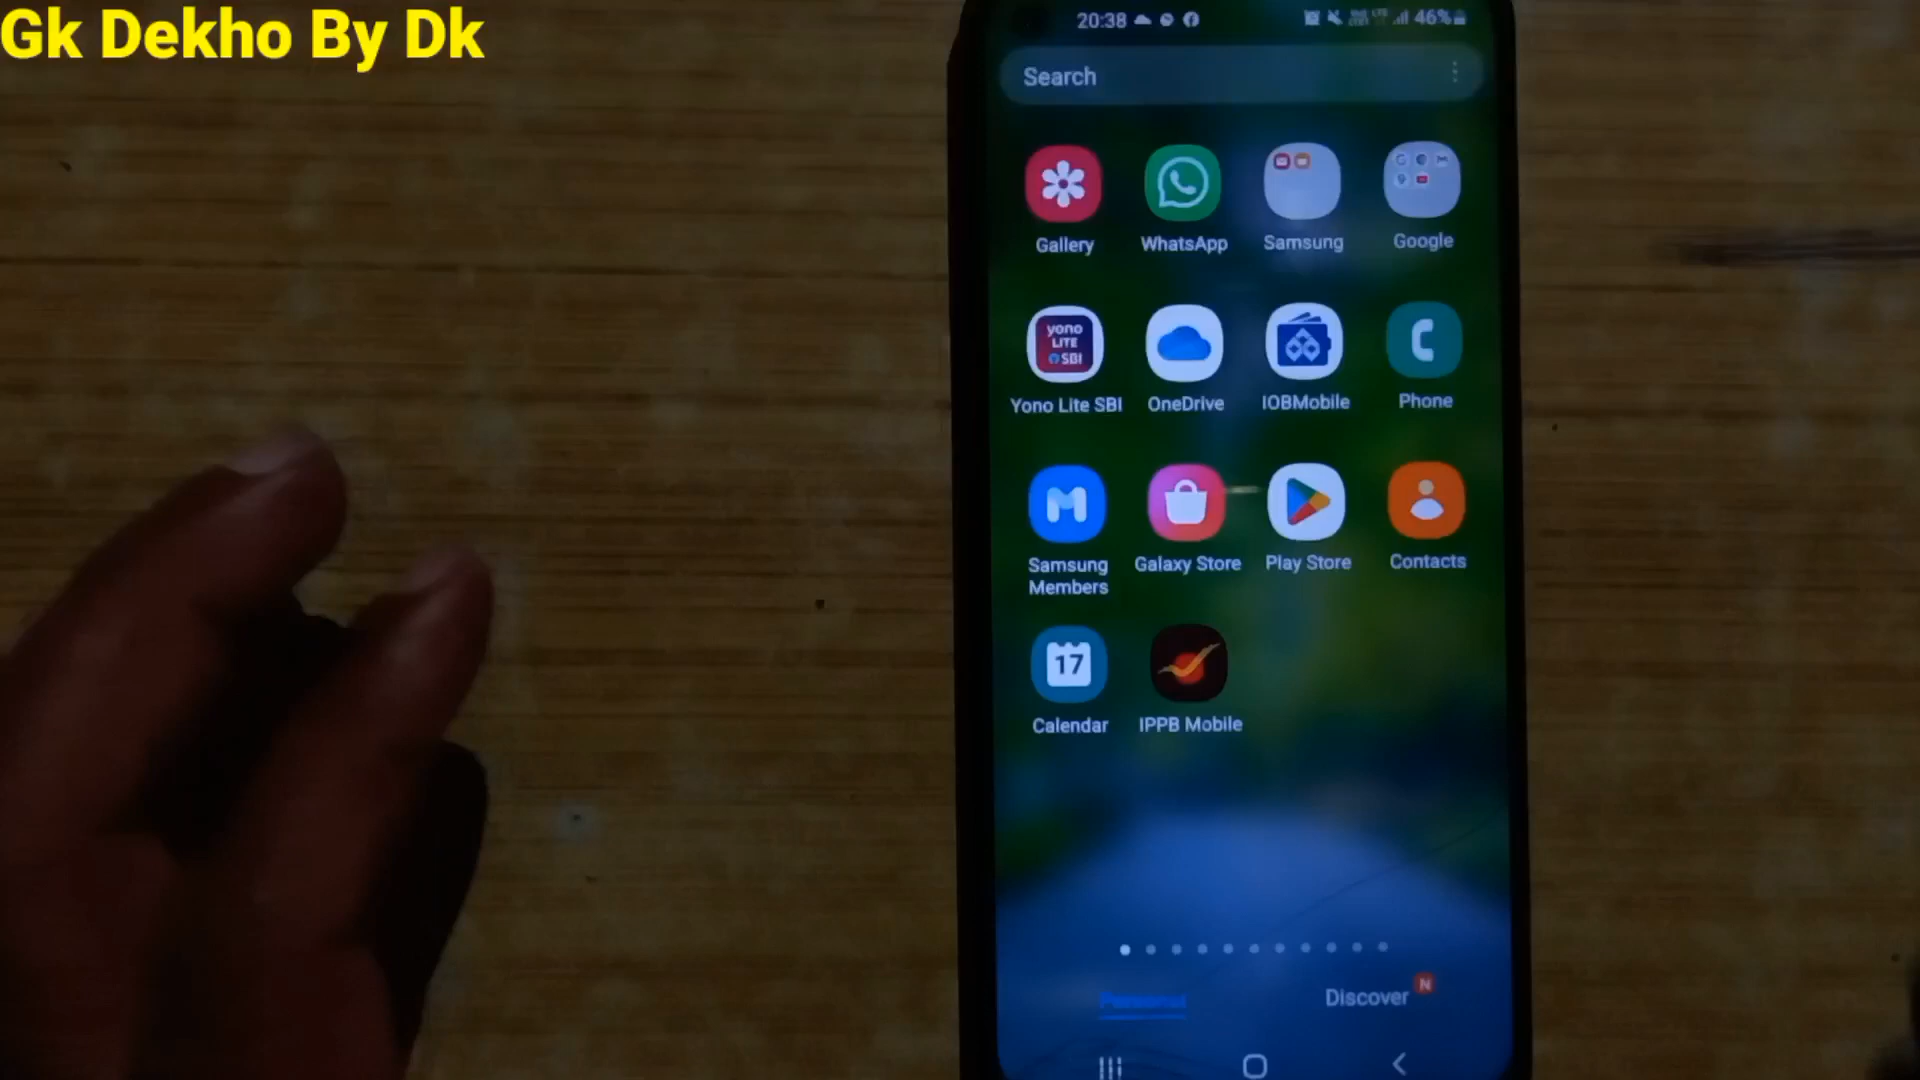 Gk Dekho By Dk
20:38
46%
Search
Gallery WhatsApp Samsung Google
yono
LITE
SBI
Yono Lite SBI OneDrive IOBMobile Phone
Samsung Members Galaxy Store Play Store Contacts
17
Calendar IPPB Mobile
Personal Discover N